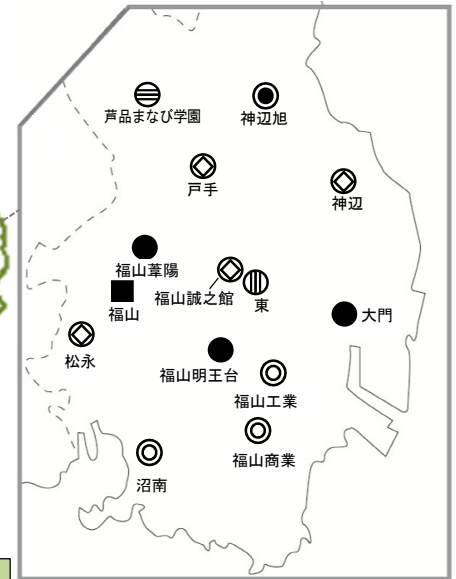 芦品まなび学園
神辺旭
戸手
神辺
福山葦陽
福山誠之館
東
福山
大門
松永
福山明王台
福山工業
福山商業
沼南